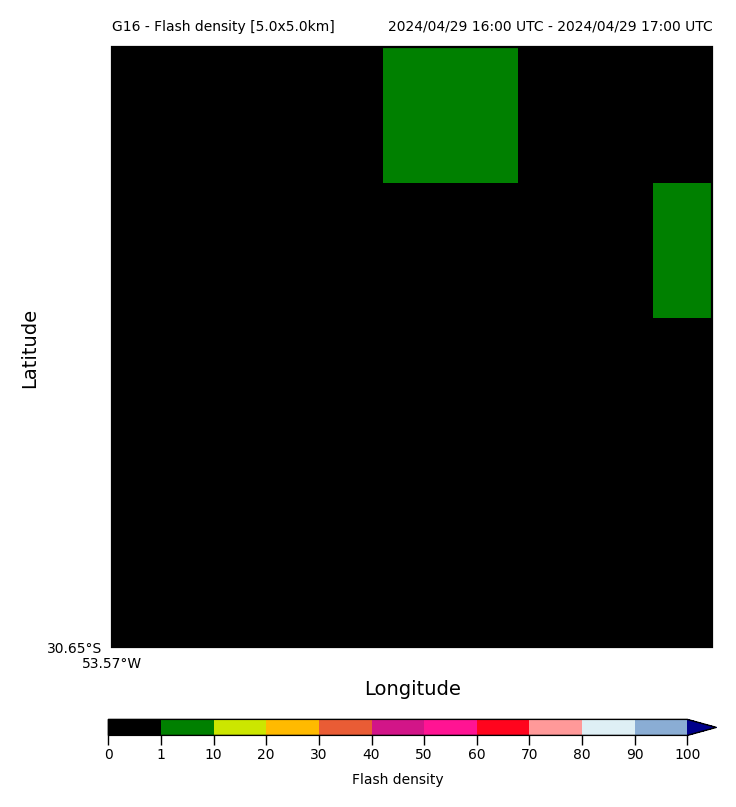 G16 - Flash density [5.0x5.0km] 2024/04/29 16:00 UTC - 2024/04/29 17:00 UTC
Latitude
30.65°S
53.57°W
Longitude
0 1 10 20 30 40 50 60 70 80 90 100
Flash density